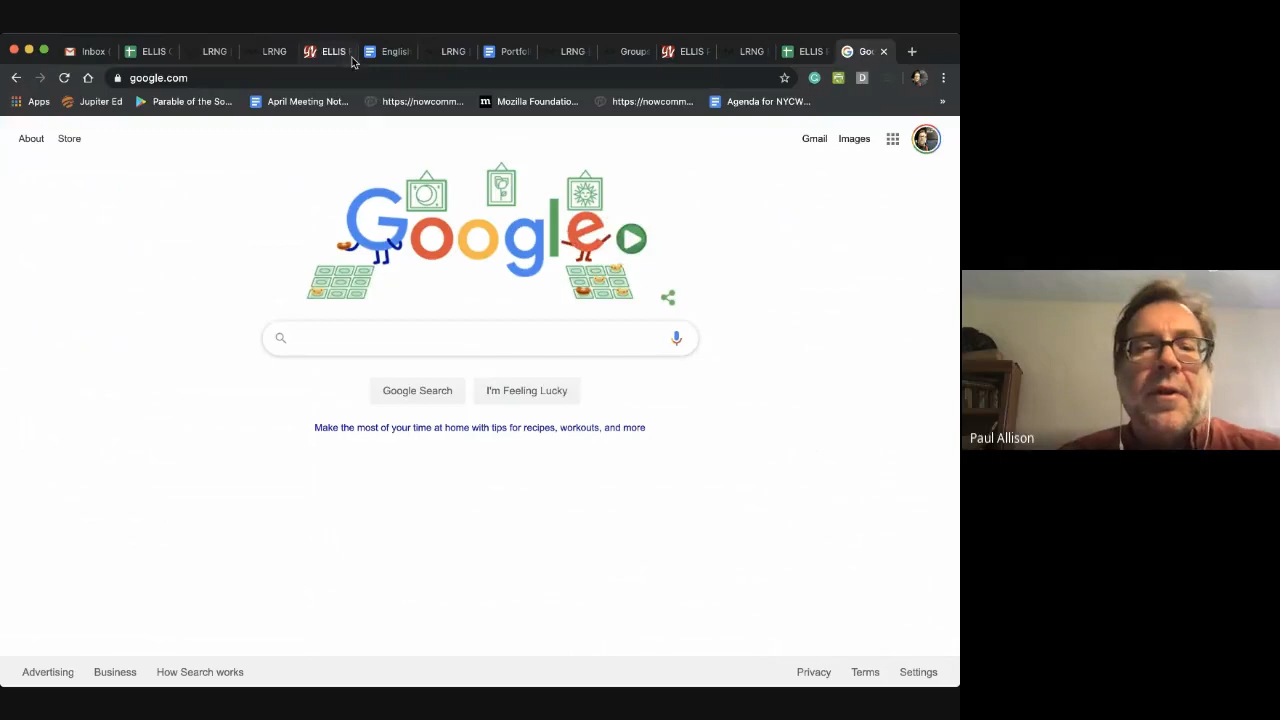 Inbox ELLIS LRNG LRNG ELLIS English LRNG Portfo LRNG Groups ELLIS LRNG ELLIS Goo
google.com
Apps Jupiter Ed Parable of the So... April Meeting Not... https://nowcomm... Mozilla Foundatio... https://nowcomm... Agenda for NYCW... »
About Store Gmail Images
Google
Google Search I'm Feeling Lucky
Make the most of your time at home with tips for recipes, workouts, and more
Paul Allison
Advertising Business How Search works Privacy Terms Settings